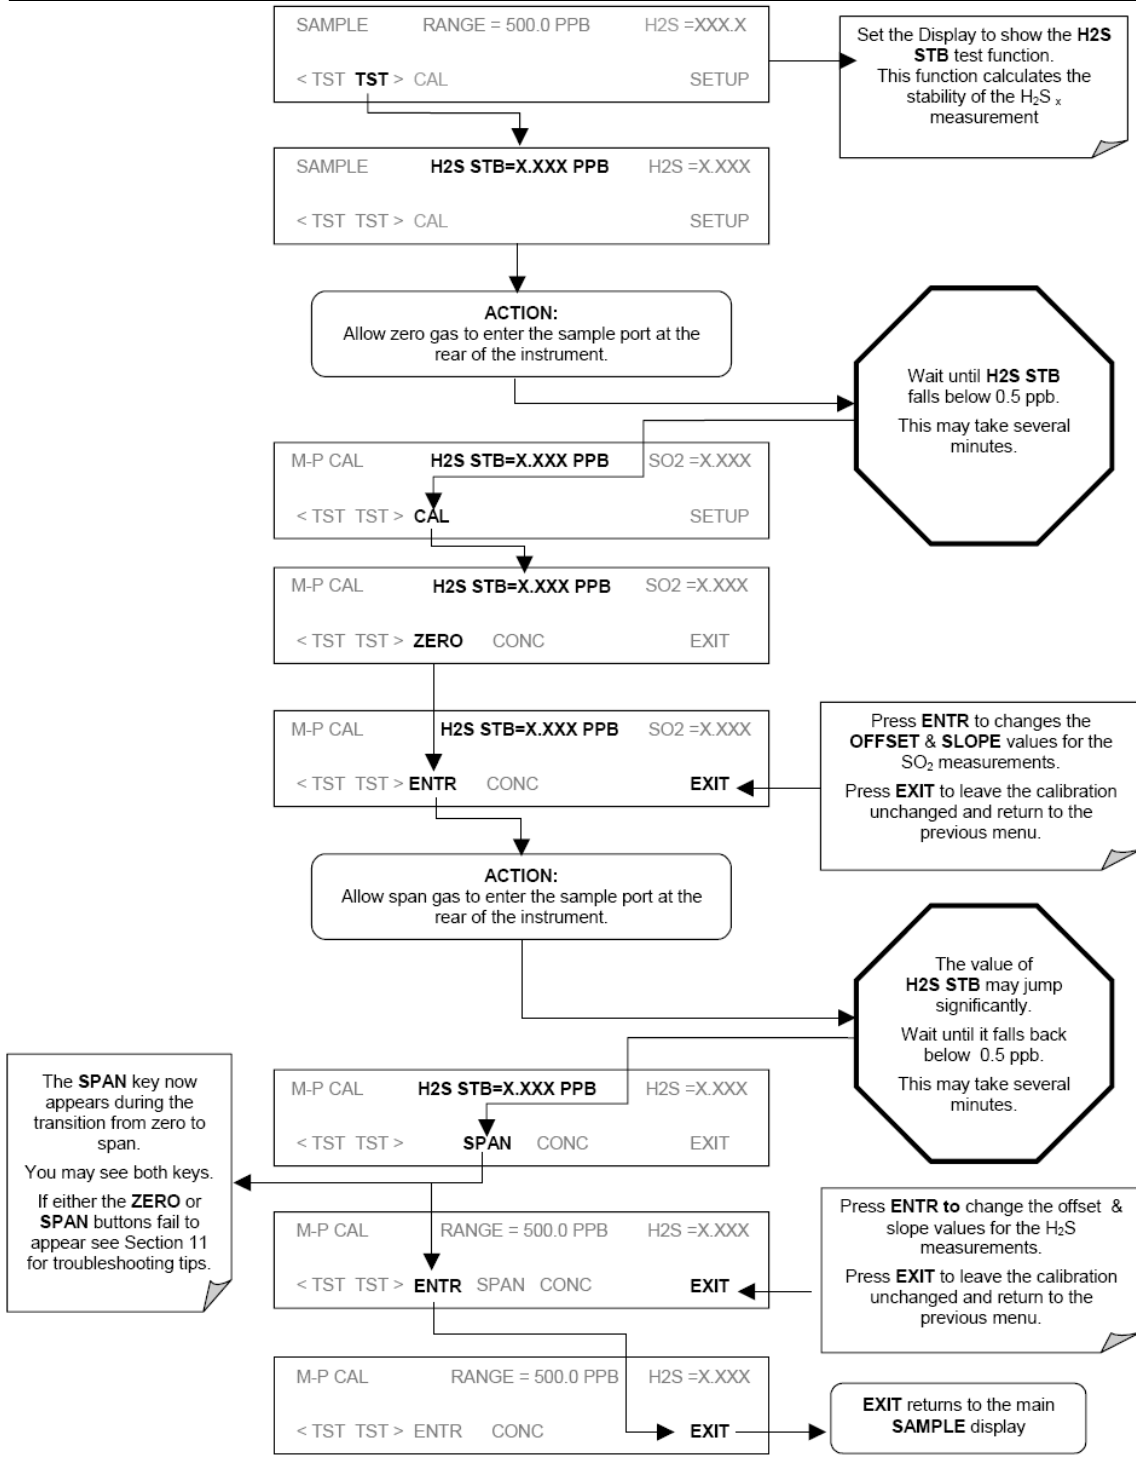 SAMPLE RANGE = 500.0 PPB H2S =XXX.X
< TST TST > CAL SETUP
Set the Display to show the H2S
STB test function.
This function calculates the
stability of the H₂S ₓ
measurement
SAMPLE H2S STB=X.XXX PPB H2S =X.XXX
< TST TST > CAL SETUP
ACTION:
Allow zero gas to enter the sample port at the
rear of the instrument.
Wait until H2S STB
falls below 0.5 ppb.
This may take several
minutes.
M-P CAL H2S STB=X.XXX PPB SO2 =X.XXX
< TST TST > CAL SETUP
M-P CAL H2S STB=X.XXX PPB SO2 =X.XXX
< TST TST > ZERO CONC EXIT
M-P CAL H2S STB=X.XXX PPB SO2 =X.XXX
< TST TST > ENTR CONC EXIT
Press ENTR to changes the
OFFSET & SLOPE values for the
SO₂ measurements.
Press EXIT to leave the calibration
unchanged and return to the
previous menu.
ACTION:
Allow span gas to enter the sample port at the
rear of the instrument.
The value of
H2S STB may jump
significantly.
Wait until it falls back
below 0.5 ppb.
This may take several
minutes.
The SPAN key now
appears during the
transition from zero to
span.
You may see both keys.
If either the ZERO or
SPAN buttons fail to
appear see Section 11
for troubleshooting tips.
M-P CAL H2S STB=X.XXX PPB H2S =X.XXX
< TST TST > SPAN CONC EXIT
M-P CAL RANGE = 500.0 PPB H2S =X.XXX
< TST TST > ENTR SPAN CONC EXIT
Press ENTR to change the offset &
slope values for the H₂S
measurements.
Press EXIT to leave the calibration
unchanged and return to the
previous menu.
M-P CAL RANGE = 500.0 PPB H2S =X.XXX
< TST TST > ENTR CONC EXIT
EXIT returns to the main
SAMPLE display